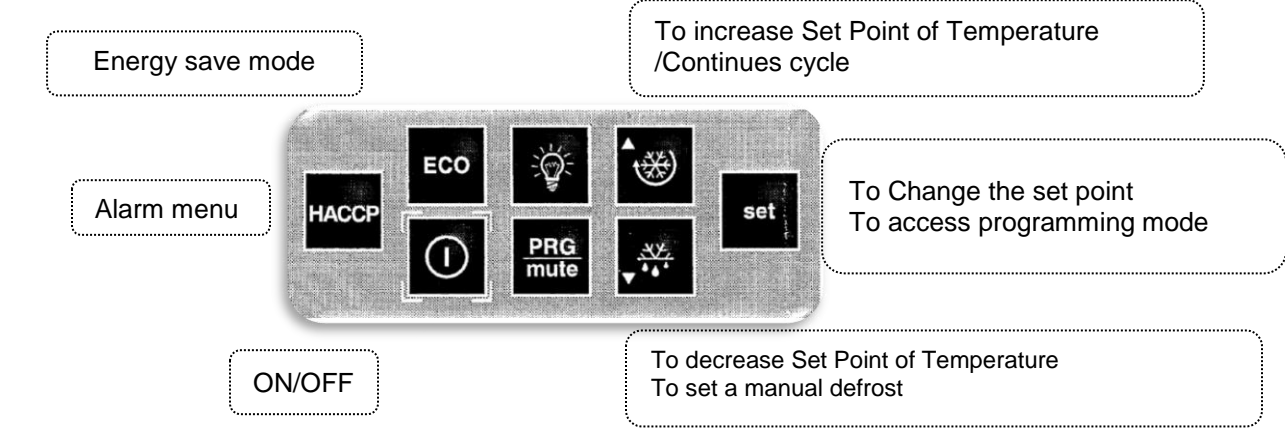 Energy save mode
To increase Set Point of Temperature
/Continues cycle
Alarm menu
HACCP
ECO
PRG
mute
set
To Change the set point
To access programming mode
ON/OFF
To decrease Set Point of Temperature
To set a manual defrost